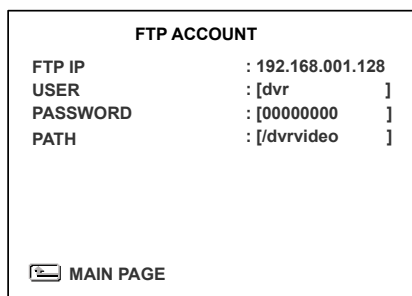 FTP ACCOUNT
FTP IP : 192.168.001.128
USER : [dvr ]
PASSWORD : [00000000 ]
PATH : [/dvrvideo ]
MAIN PAGE